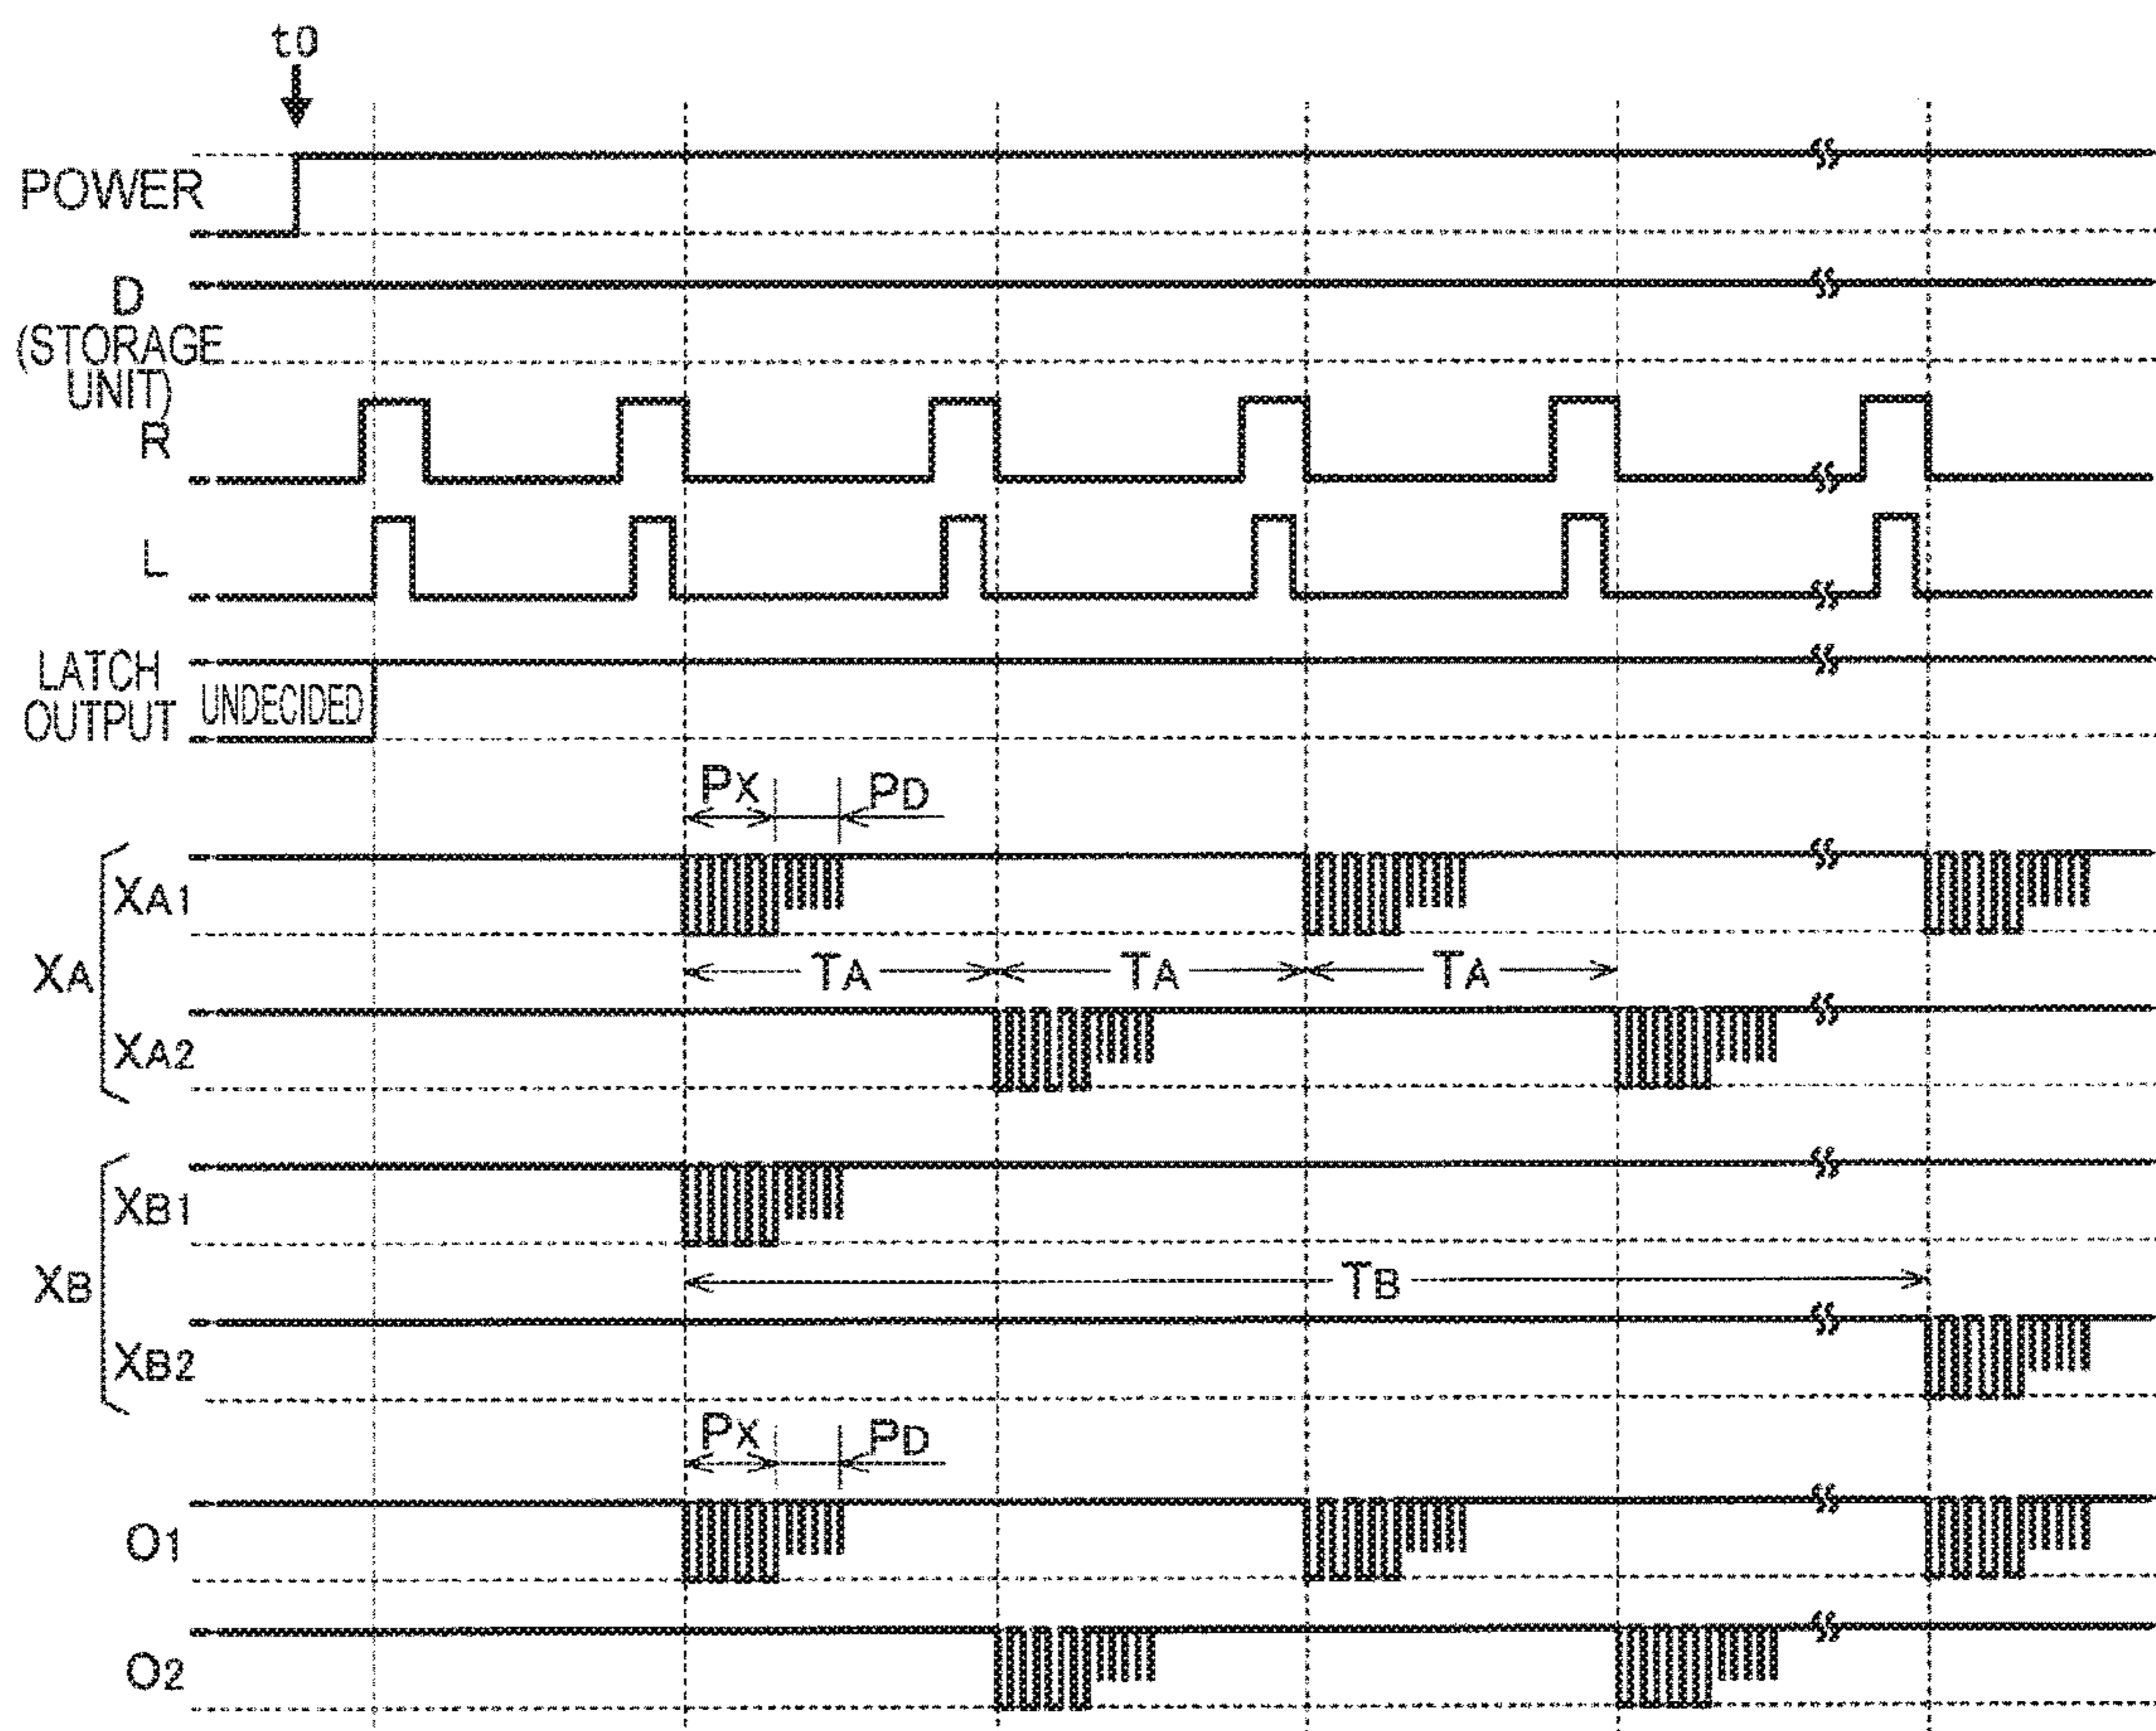 t0
POWER
D
(STORAGE
UNIT)
R
L
LATCH
OUTPUT
UNDECIDED
PX
PD
XA1
XA
TA
TA
TA
XA2
XB1
XB
TB
XB2
PX
PD
O1
O2